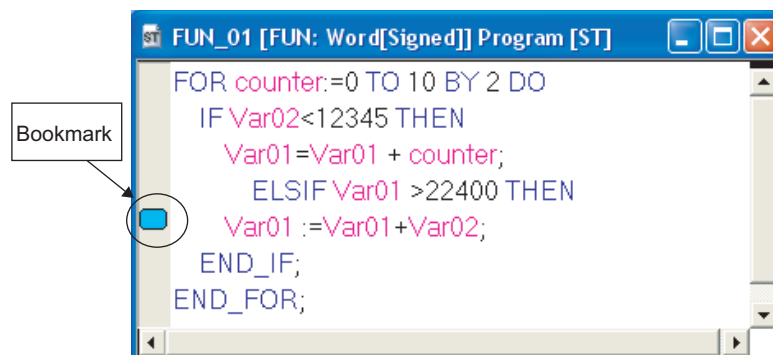 ST FUN_01 [FUN: Word[Signed]] Program [ST]
FOR counter:=0 TO 10 BY 2 DO
IF Var02<12345 THEN
Bookmark
Var01=Var01 + counter;
ELSIF Var01 >22400 THEN
Var01 :=Var01+Var02;
END_IF;
END_FOR;